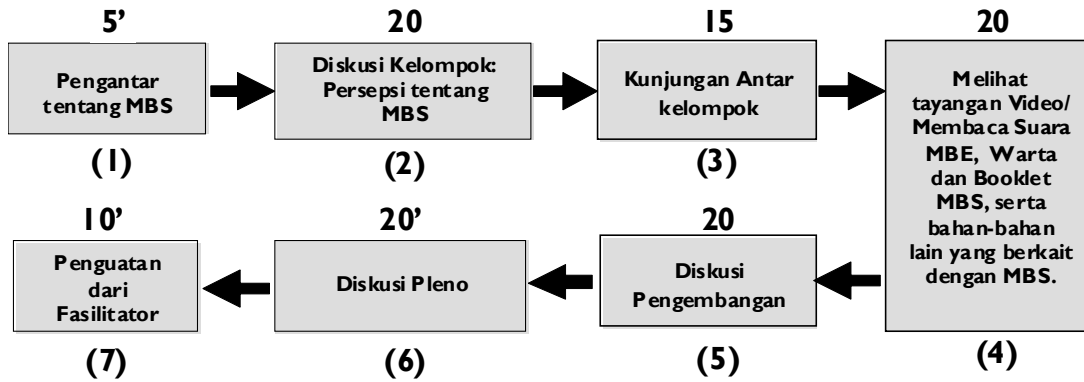 5’
Pengantar
tentang MBS
(1)
20
Diskusi Kelompok:
Persepsi tentang
MBS
(2)
15
Kunjungan Antar
kelompok
(3)
20
Melihat
tayangan Video/
Membaca Suara
MBE, Warta
dan Booklet
MBS, serta
bahan-bahan
lain yang berkait
dengan MBS.
(4)
20
Diskusi
Pengembangan
(5)
20’
Diskusi Pleno
(6)
10’
Penguatan
dari
Fasilitator
(7)